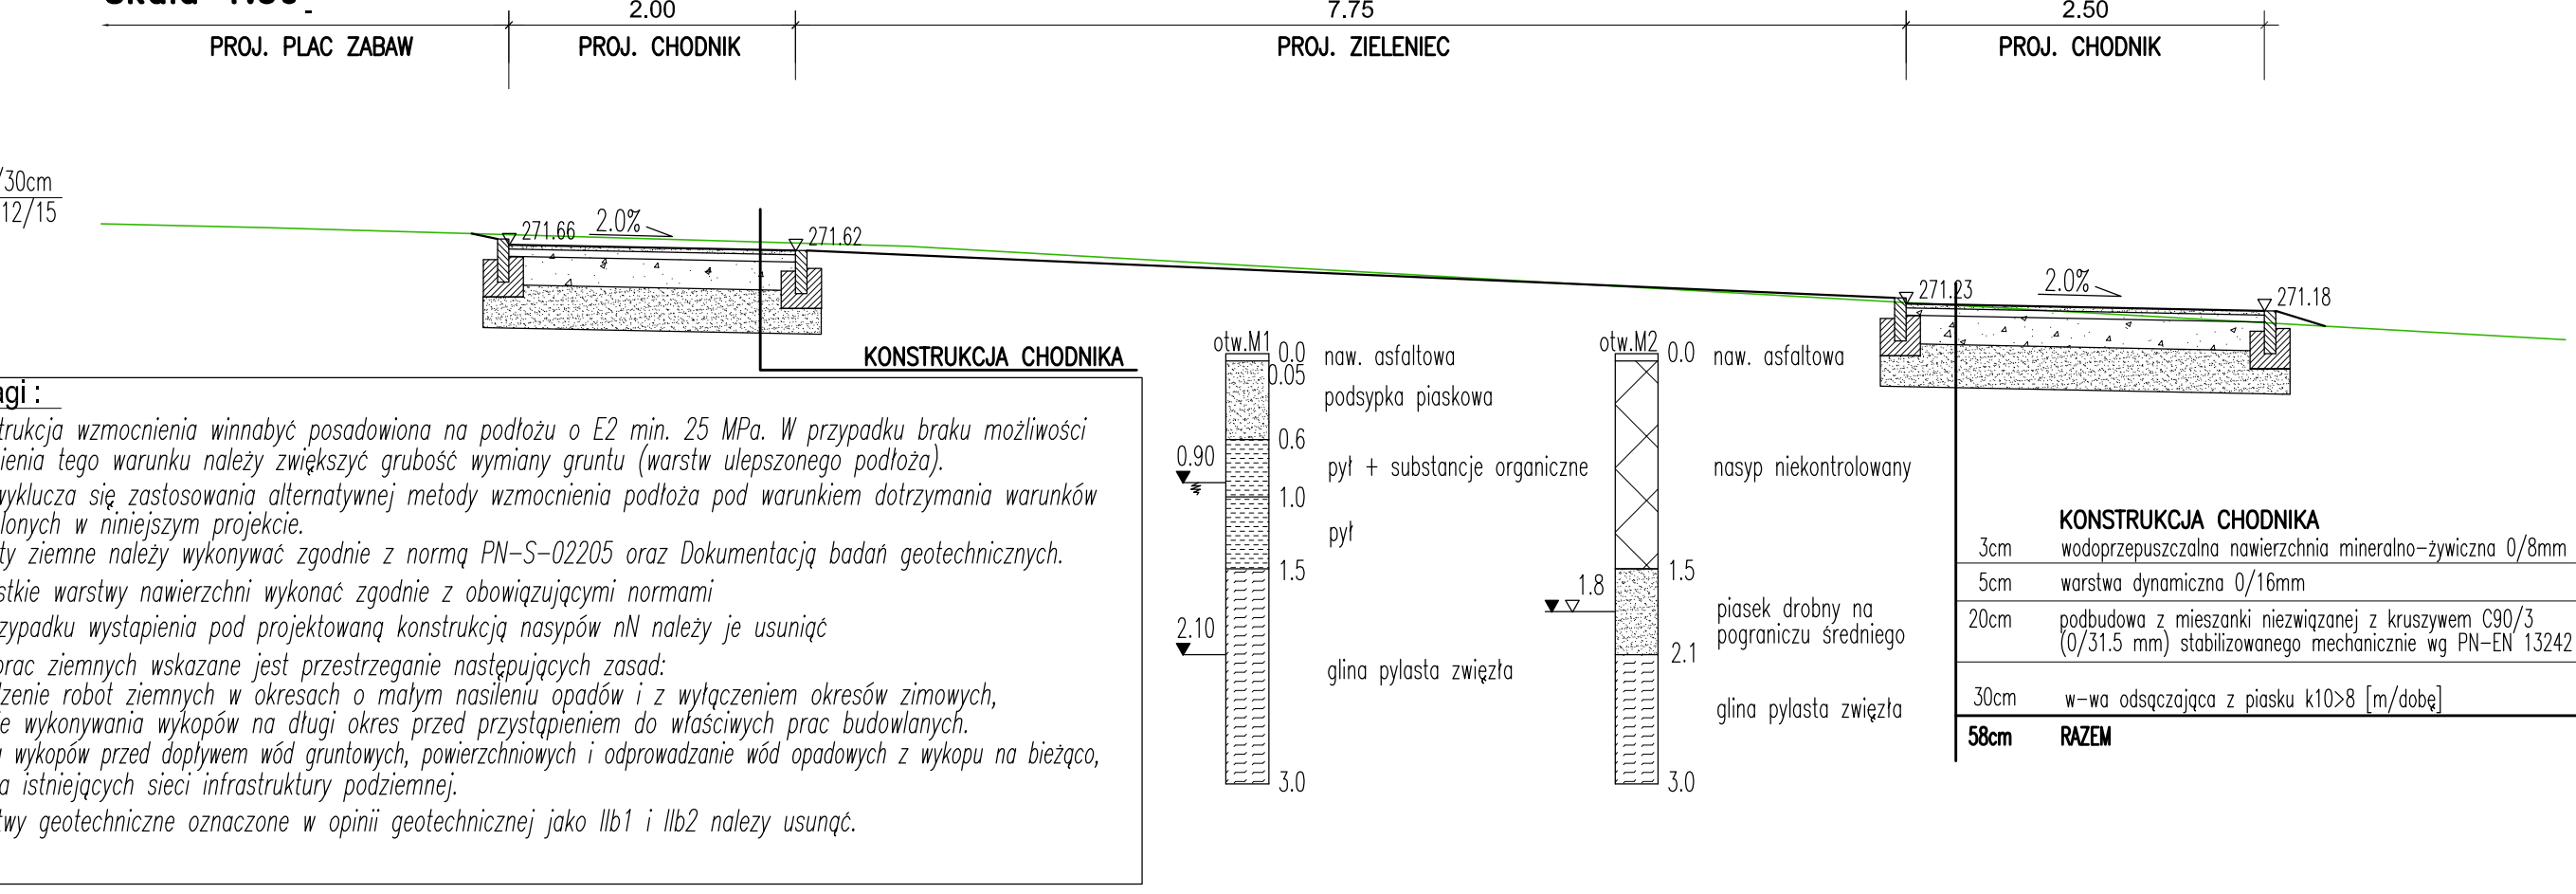 2.00
7.75
2.50
PROJ. PLAC ZABAW
PROJ. CHODNIK
PROJ. ZIELENIEC
PROJ. CHODNIK
/30cm
12/15
271.66
2.0%
271.62
271.23
2.0%
271.18
KONSTRUKCJA CHODNIKA
agi :
trukcja wzmocnienia winnabyć posadowiona na podłożu o E2 min. 25 MPa. W przypadku braku możliwości
ienia tego warunku należy zwiększyć grubość wymiany gruntu (warstw ulepszonego podłoża).
wyklucza się zastosowania alternatywnej metody wzmocnienia podłoża pod warunkiem dotrzymania warunków
lonych w niniejszym projekcie.
ty ziemne należy wykonywać zgodnie z normą PN-S-02205 oraz Dokumentacją badań geotechnicznych.
stkie warstwy nawierzchni wykonać zgodnie z obowiązującymi normami
zypadku wystapienia pod projektowaną konstrukcją nasypów nN należy je usuniąć
prac ziemnych wskazane jest przestrzeganie następujących zasad:
dzenie robot ziemnych w okresach o małym nasileniu opadów i z wyłączeniem okresów zimowych,
ie wykonywania wykopów na długi okres przed przystąpieniem do właściwych prac budowlanych.
wykopów przed dopływem wód gruntowych, powierzchniowych i odprowadzanie wód opadowych z wykopu na bieżąco,
a istniejących sieci infrastruktury podziemnej.
twy geotechniczne oznaczone w opinii geotechnicznej jako IIb1 i IIb2 nalezy usunąć.
otw.M1
0.0
naw. asfaltowa
0.05
podsypka piaskowa
0.6
0.90
pył + substancje organiczne
1.0
pył
1.5
2.10
glina pylasta zwięzła
3.0
otw.M2
0.0
naw. asfaltowa
nasyp niekontrolowany
1.5
1.8
piasek drobny na
pograniczu średniego
2.1
glina pylasta zwięzła
3.0
KONSTRUKCJA CHODNIKA
3cm wodoprzepuszczalna nawierzchnia mineralno-żywiczna 0/8mm
5cm warstwa dynamiczna 0/16mm
20cm podbudowa z mieszanki niezwiązanej z kruszywem C90/3
(0/31.5 mm) stabilizowanego mechanicznie wg PN-EN 13242
30cm w-wa odsączająca z piasku k10>8 [m/dobę]
58cm RAZEM